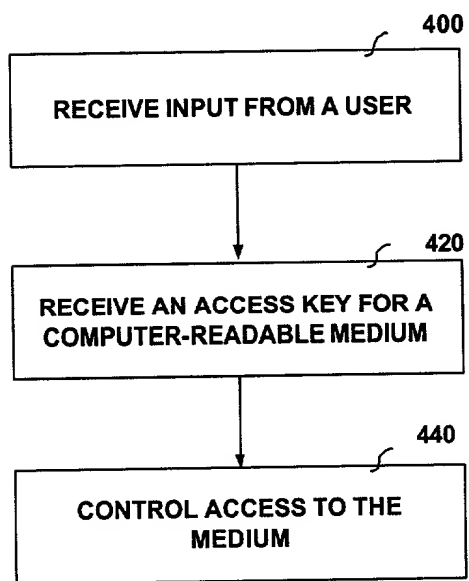 400
RECEIVE INPUT FROM A USER
420
RECEIVE AN ACCESS KEY FOR A
COMPUTER-READABLE MEDIUM
440
CONTROL ACCESS TO THE
MEDIUM